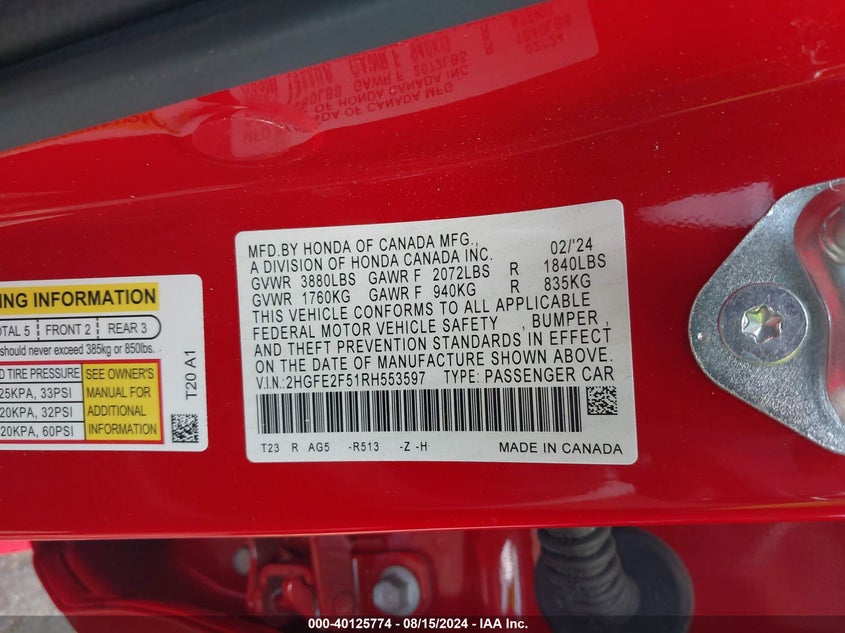 MFD.BY HONDA OF CANADA MFG., 02/'24
A DIVISION OF HONDA CANADA INC.
GVWR 3880LBS GAWR F 2072LBS R 1840LBS
GVWR 1760KG GAWR F 940KG R 835KG
THIS VEHICLE CONFORMS TO ALL APPLICABLE
FEDERAL MOTOR VEHICLE SAFETY , BUMPER,
AND THEFT PREVENTION STANDARDS IN EFFECT
ON THE DATE OF MANUFACTURE SHOWN ABOVE.
V.I.N: 2HGFE2F51RH553597 TYPE: PASSENGER CAR
T23 R AG5 -R513 -Z -H
MADE IN CANADA
NG INFORMATION
OTAL 5 | FRONT 2 | REAR 3
should never exceed 385kg or 850lbs.
D TIRE PRESSURE
25KPA, 33PSI
20KPA, 32PSI
20KPA, 60PSI
SEE OWNER'S
MANUAL FOR
ADDITIONAL
INFORMATION
T20 A1
000-40125774 - 08/15/2024 - IAA Inc.